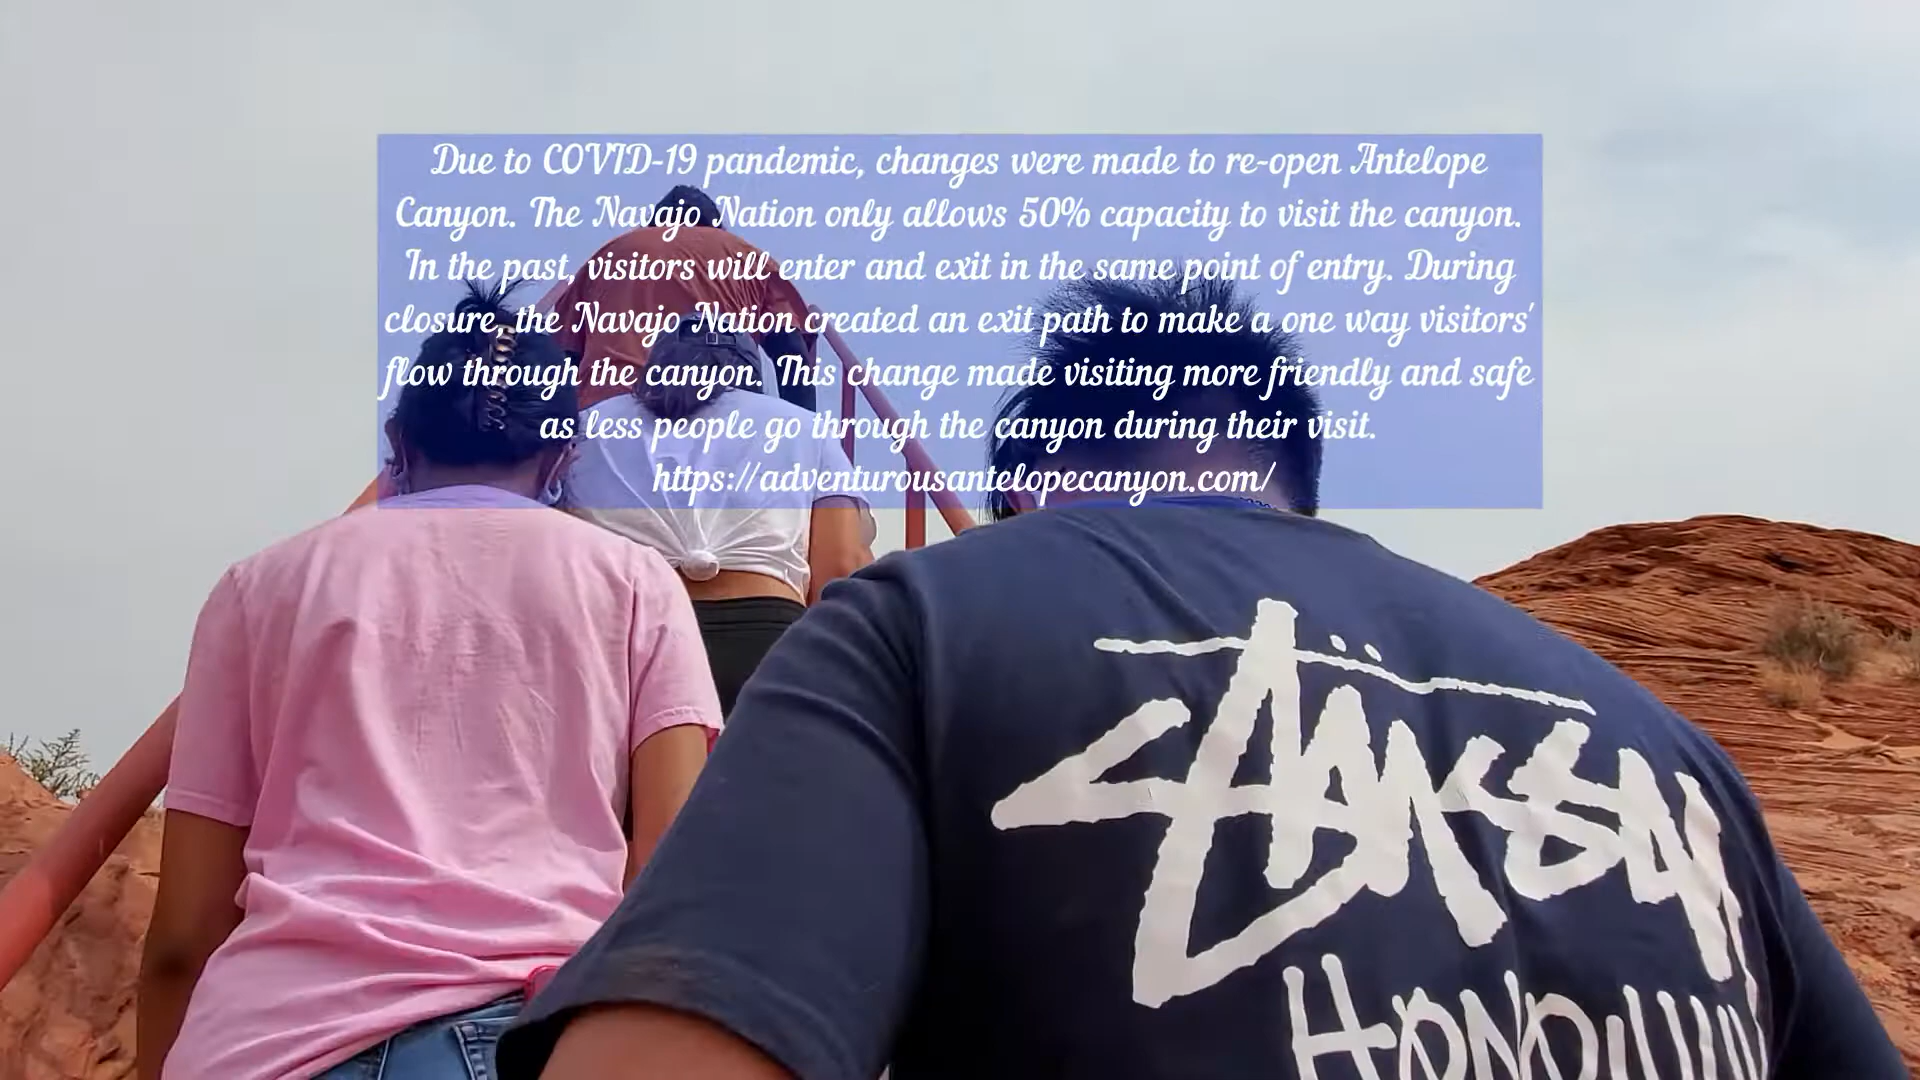 Due to COVID-19 pandemic, changes were made to re-open Antelope
Canyon. The Navajo Nation only allows 50% capacity to visit the canyon.
In the past, visitors will enter and exit in the same point of entry. During
closure, the Navajo Nation created an exit path to make a one way visitors'
flow through the canyon. This change made visiting more friendly and safe
as less people go through the canyon during their visit.
https://adventurousantelopecanyon.com/
Stüssy